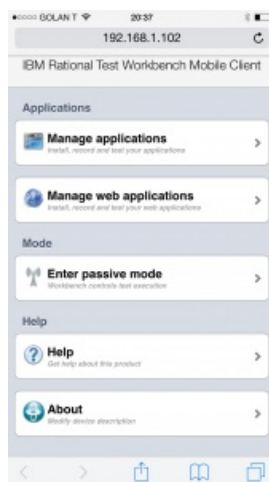 GOLAN T 20:37
192.168.1.102
IBM Rational Test Workbench Mobile Client
Applications
Manage applications
Install, record and test your applications
Manage web applications
Install, record and test your web applications
Mode
Enter passive mode
Workbench controls test execution
Help
Help
Get help about this product
About
Modify device description